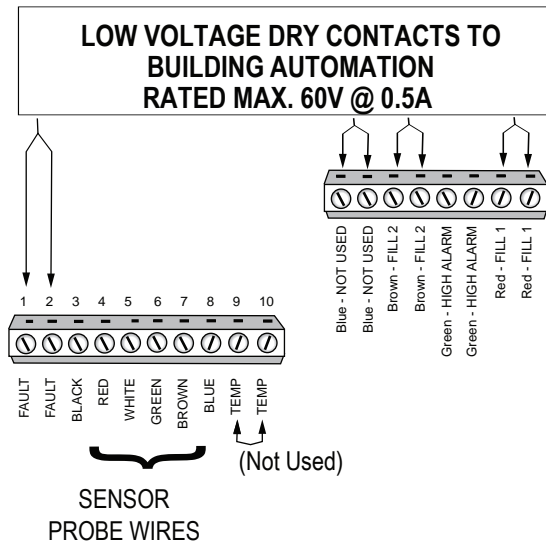 LOW VOLTAGE DRY CONTACTS TO
BUILDING AUTOMATION
RATED MAX. 60V @ 0.5A
Blue - NOT USED
Blue - NOT USED
Brown - FILL 2
Brown - FILL 2
Green - HIGH ALARM
Green - HIGH ALARM
Red - FILL 1
Red - FILL 1
1 2 3 4 5 6 7 8 9 10
FAULT
FAULT
BLACK
RED
WHITE
GREEN
BROWN
BLUE
TEMP
TEMP
(Not Used)
SENSOR
PROBE WIRES